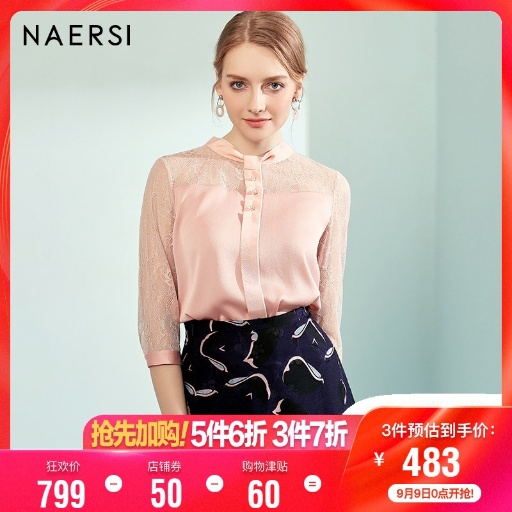 NAERSI
抢先加购! 5件6折 3件7折
3件预估到手价:
狂欢价 店铺券 购物津贴
¥ 483
799 - 50 - 60 =
9月9日0点开抢!